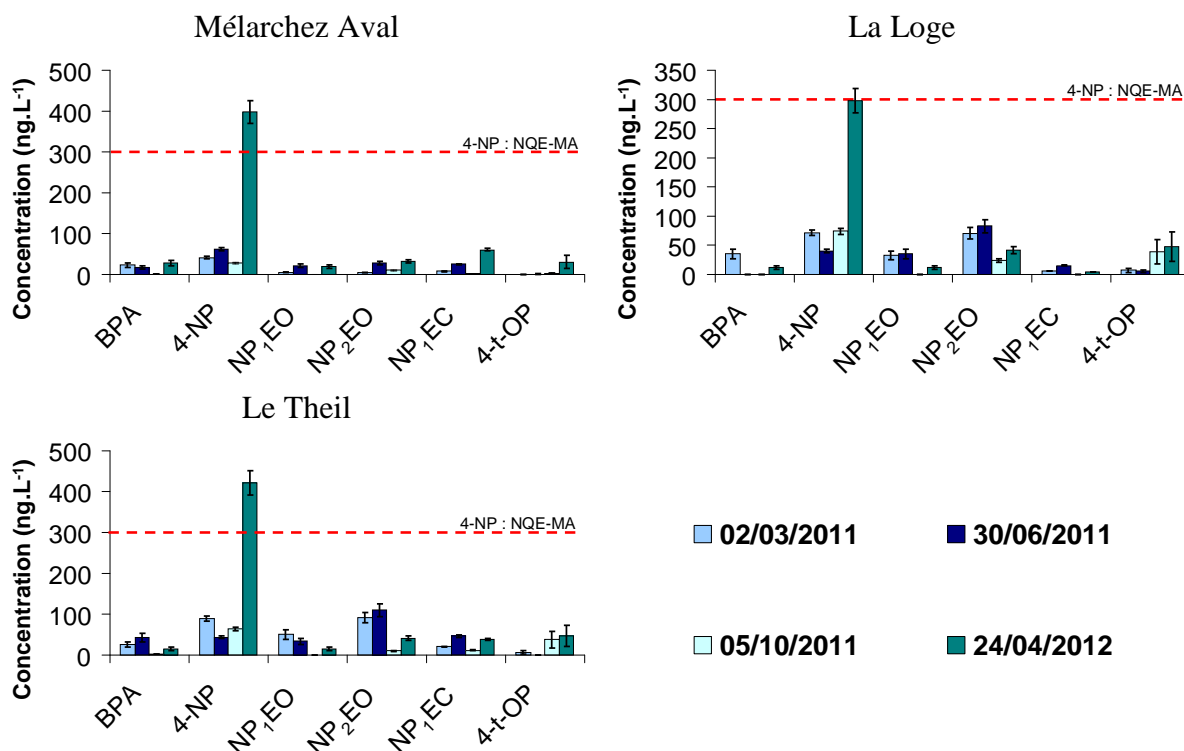 Mélarchez Aval
Concentration (ng.L-1)
500
400
300
200
100
0
4-NP : NQE-MA
BPA
4-NP
NP1EO
NP2EO
NP1EC
4-t-OP
La Loge
Concentration (ng.L-1)
350
300
250
200
150
100
50
0
4-NP : NQE-MA
BPA
4-NP
NP1EO
NP2EO
NP1EC
4-t-OP
Le Theil
Concentration (ng.L-1)
500
400
300
200
100
0
4-NP : NQE-MA
BPA
4-NP
NP1EO
NP2EO
NP1EC
4-t-OP
02/03/2011
30/06/2011
05/10/2011
24/04/2012